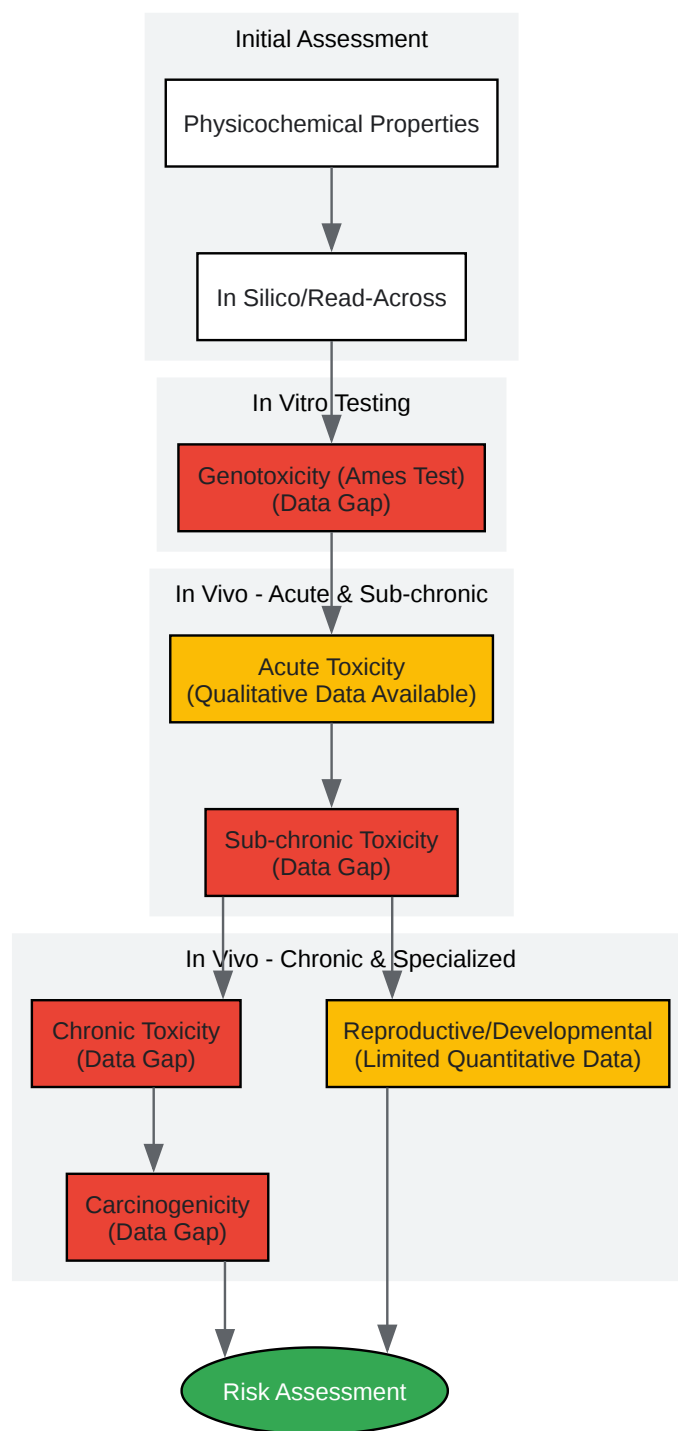 Initial Assessment
Physicochemical Properties
In Silico/Read-Across
In Vitro Testing
Genotoxicity (Ames Test)
(Data Gap)
In Vivo - Acute & Sub-chronic
Acute Toxicity
(Qualitative Data Available)
Sub-chronic Toxicity
(Data Gap)
In Vivo - Chronic & Specialized
Chronic Toxicity
(Data Gap)
Reproductive/Developmental
(Limited Quantitative Data)
Carcinogenicity
(Data Gap)
Risk Assessment